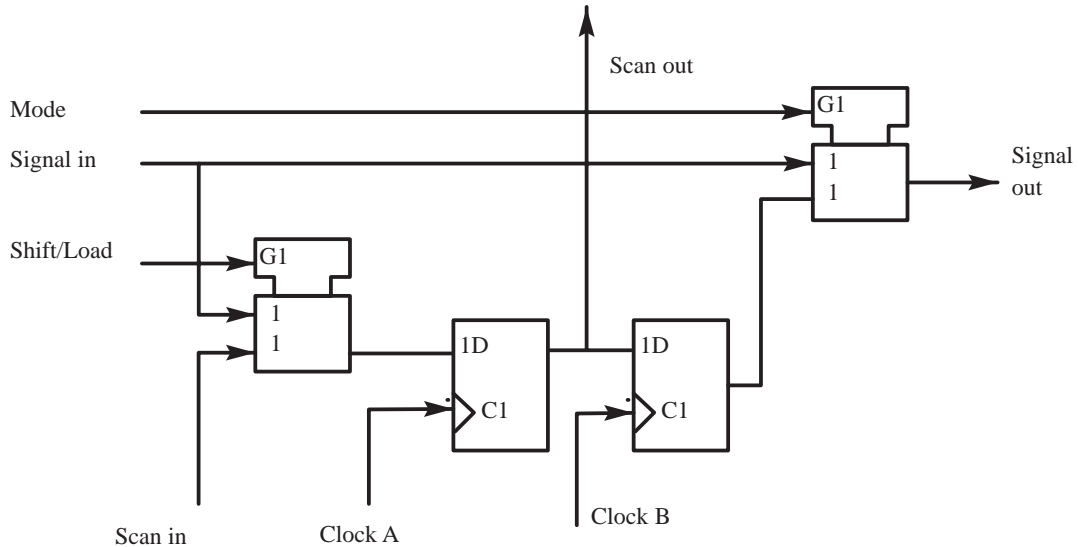 Scan out
Mode
G1
Signal in
1
Signal
1
out
Shift/Load
G1
1
1
1D
1D
C1
C1
Scan in
Clock A
Clock B